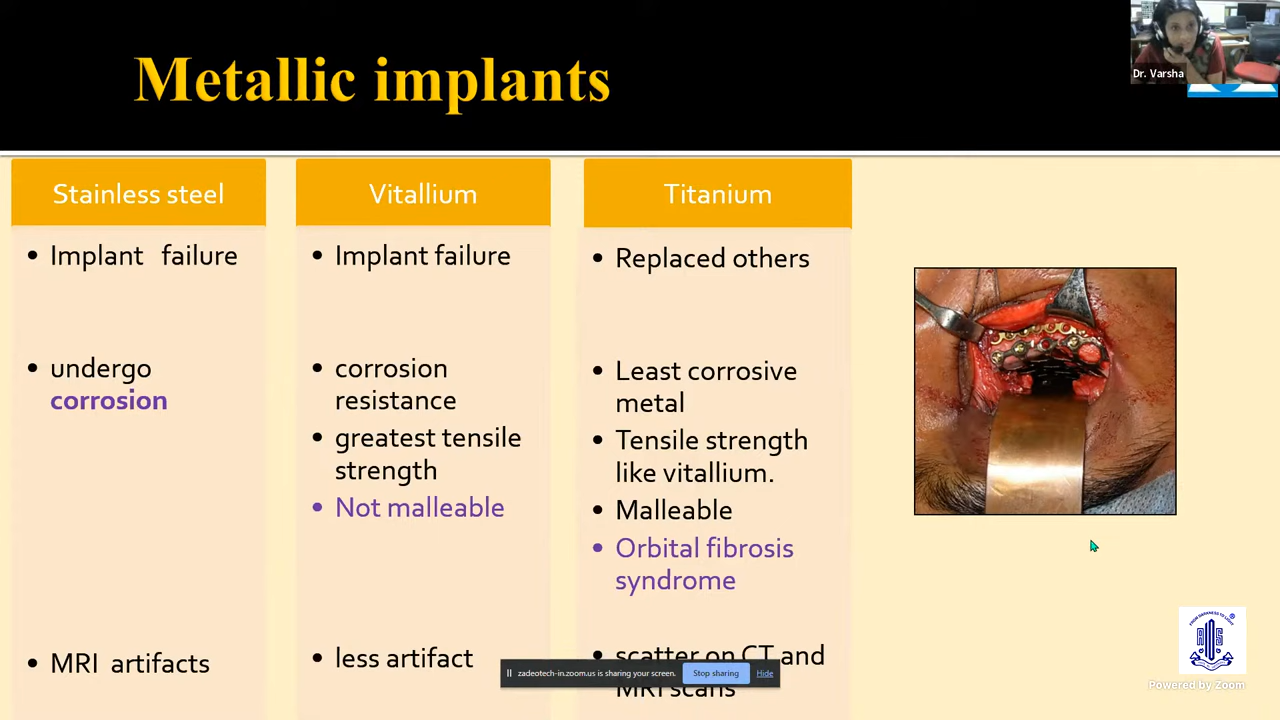 Metallic implants
Dr. Varsha
Stainless steel
• Implant failure
• undergo
corrosion
• MRI artifacts
Vitallium
• Implant failure
• corrosion
resistance
• greatest tensile
strength
• Not malleable
• less artifact
Titanium
• Replaced others
• Least corrosive
metal
• Tensile strength
like vitallium.
• Malleable
• Orbital fibrosis
syndrome
• scatter on CT and
MRI scans
zadeotech-in.zoom.us is sharing your screen.
Stop sharing
Hide
Powered by Zoom